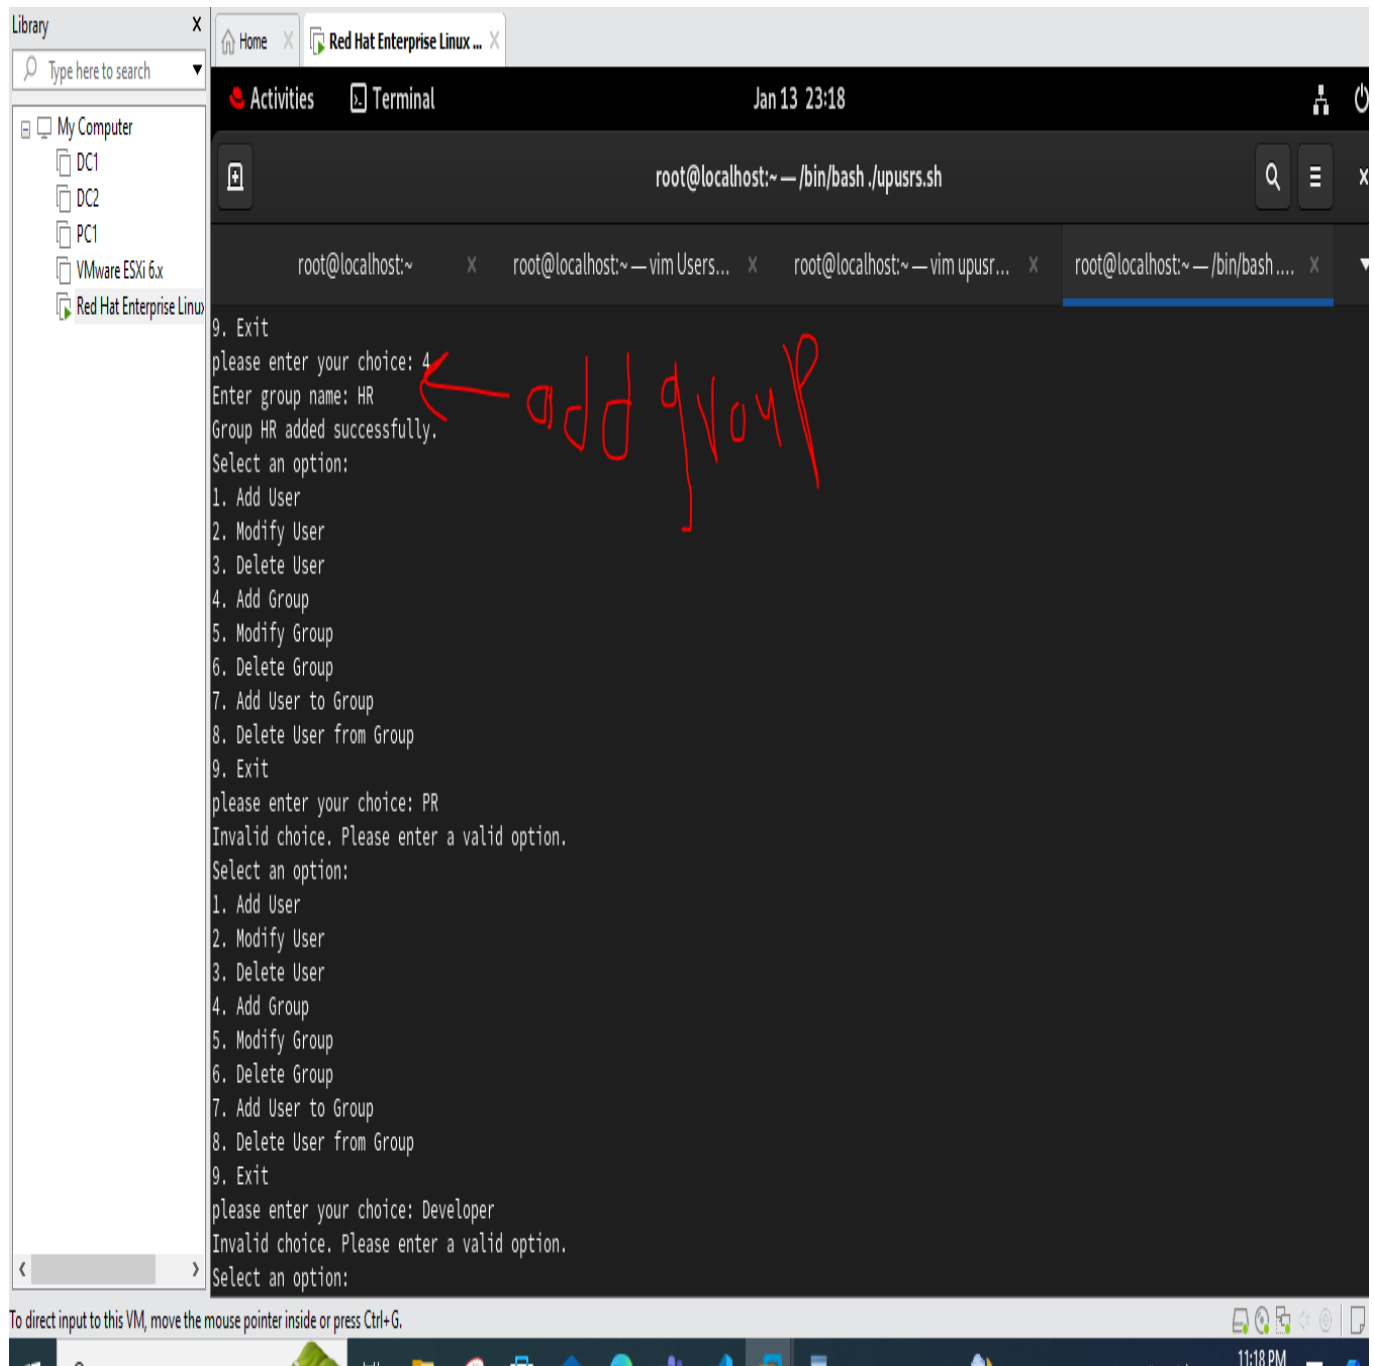 Library X
Home X Red Hat Enterprise Linux ... X
Type here to search
Activities Terminal Jan 13 23:18
My Computer
DC1
DC2
PC1
VMware ESXi 6.x
Red Hat Enterprise Linux
root@localhost:~ — /bin/bash ./upusrs.sh
root@localhost:~ × root@localhost:~ — vim Users... × root@localhost:~ — vim upusr... × root@localhost:~ — /bin/bash .... ×
9. Exit
please enter your choice: 4
Enter group name: HR
Group HR added successfully.
add group
Select an option:
1. Add User
2. Modify User
3. Delete User
4. Add Group
5. Modify Group
6. Delete Group
7. Add User to Group
8. Delete User from Group
9. Exit
please enter your choice: PR
Invalid choice. Please enter a valid option.
Select an option:
1. Add User
2. Modify User
3. Delete User
4. Add Group
5. Modify Group
6. Delete Group
7. Add User to Group
8. Delete User from Group
9. Exit
please enter your choice: Developer
Invalid choice. Please enter a valid option.
Select an option:
To direct input to this VM, move the mouse pointer inside or press Ctrl+G.
11:18 PM